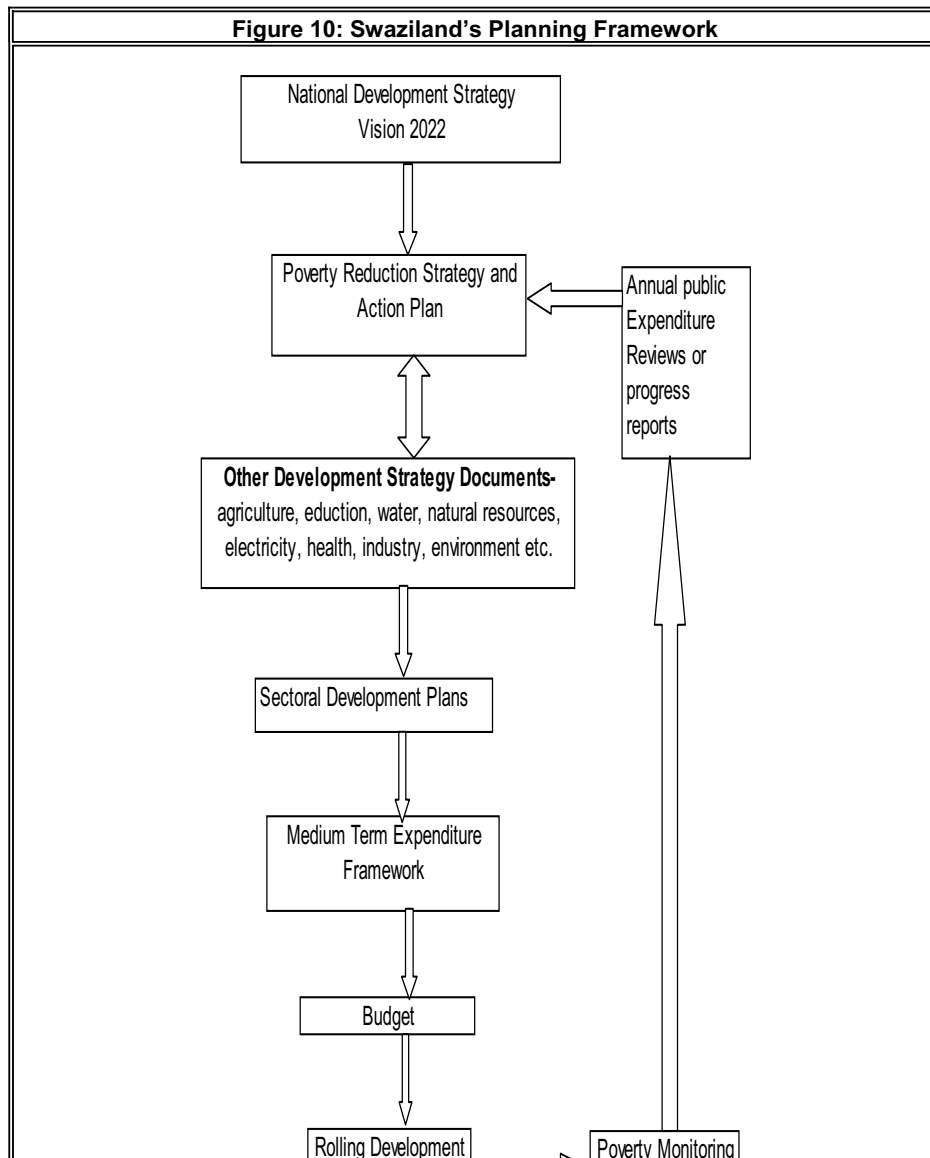 Figure 10: Swaziland's Planning Framework
National Development Strategy
Vision 2022
Poverty Reduction Strategy and
Action Plan
Annual public
Expenditure
Reviews or
progress
reports
Other Development Strategy Documents-
agriculture, eduction, water, natural resources,
electricity, health, industry, environment etc.
Sectoral Development Plans
Medium Term Expenditure
Framework
Budget
Rolling Development
Poverty Monitoring